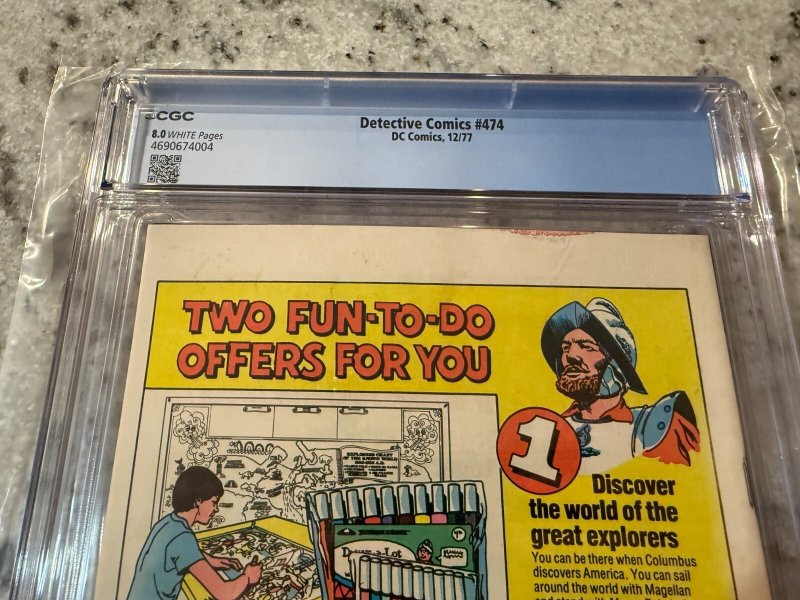 CGC
8.0 WHITE Pages
4690674004
Detective Comics #474
DC Comics, 12/77
TWO FUN-TO-DO
OFFERS FOR YOU
1
Discover
the world of the
great explorers
You can be there when Columbus
discovers America. You can sail
around the world with Magellan